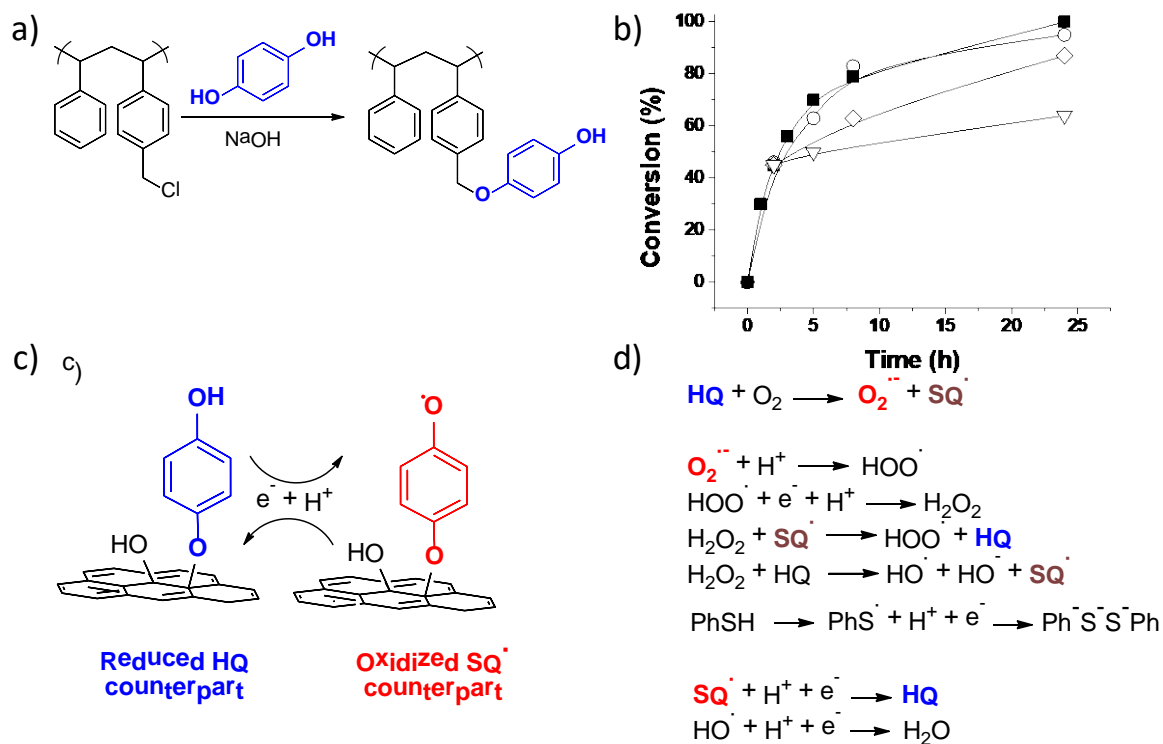 a)
OH
HO
NaOH
Cl
O
OH
b)
Conversion (%)
100
80
60
40
20
0
0 5 10 15 20 25
Time (h)
c) c)
OH
O
HO
e⁻ + H⁺
·O
O
HO
Reduced HQ
counterpart
Oxidized SQ·
counterpart
d)
HQ + O₂ → O₂·⁻ + SQ·
O₂·⁻ + H⁺ → HOO·
HOO· + e⁻ + H⁺ → H₂O₂
H₂O₂ + SQ· → HOO· + HQ
H₂O₂ + HQ → HO· + HO⁻ + SQ·
PhSH → PhS· + H⁺ + e⁻ → Ph⁻S⁻S⁻Ph
SQ· + H⁺ + e⁻ → HQ
HO· + H⁺ + e⁻ → H₂O